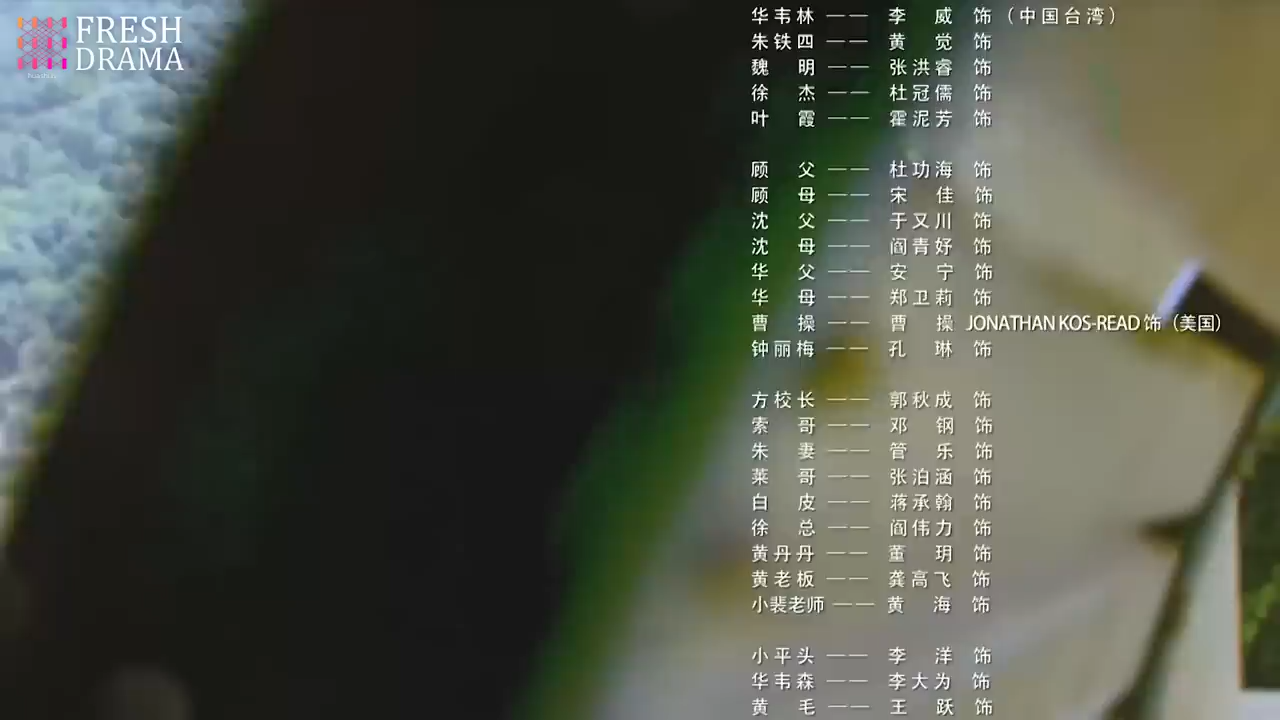 FRESH
DRAMA
华韦林 —— 李 威 饰（中国台湾）
朱铁四 —— 黄 觉 饰
魏 明 —— 张洪睿 饰
徐 杰 —— 杜冠儒 饰
叶 霞 —— 霍泥芳 饰
顾 父 —— 杜功海 饰
顾 母 —— 宋 佳 饰
沈 父 —— 于又川 饰
沈 母 —— 阎青妤 饰
华 父 —— 安 宁 饰
华 母 —— 郑卫莉 饰
曹 操 —— 曹 操 JONATHAN KOS-READ 饰（美国）
钟丽梅 —— 孔 琳 饰
方校长 —— 郭秋成 饰
索 哥 —— 邓 钢 饰
朱 妻 —— 管 乐 饰
莱 哥 —— 张泊涵 饰
白 皮 —— 蒋承翰 饰
徐 总 —— 阎伟力 饰
黄丹丹 —— 董 玥 饰
黄老板 —— 龚高飞 饰
小裴老师 —— 黄 海 饰
小平头 —— 李 洋 饰
华韦森 —— 李大为 饰
黄 毛 —— 王 跃 饰